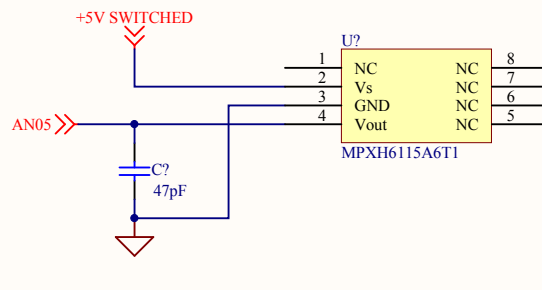 +5V SWITCHED
U?
1 NC NC 8
2 Vs NC 7
3 GND NC 6
AN05 4 Vout NC 5
MPXH6115A6T1
C?
47pF